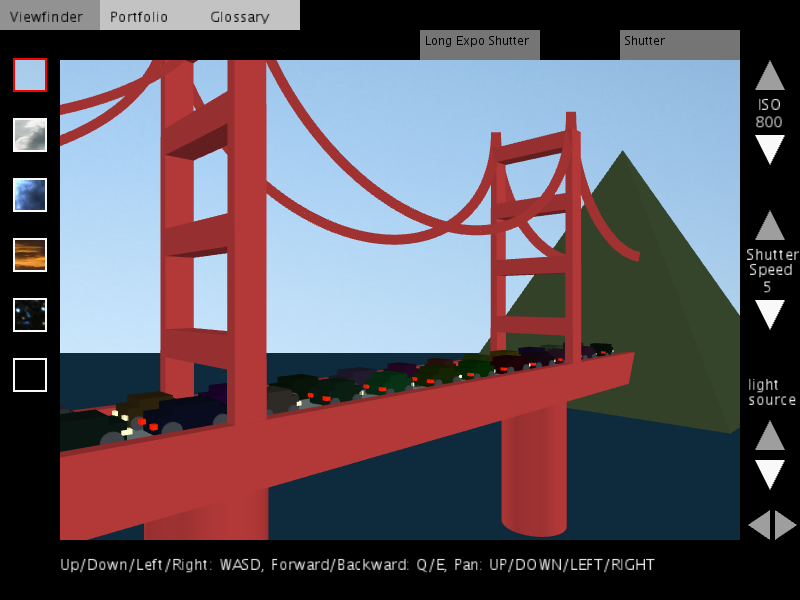 Viewfinder Portfolio Glossary
Long Expo Shutter Shutter
ISO
800
Shutter
Speed
5
light
source
Up/Down/Left/Right: WASD, Forward/Backward: Q/E, Pan: UP/DOWN/LEFT/RIGHT